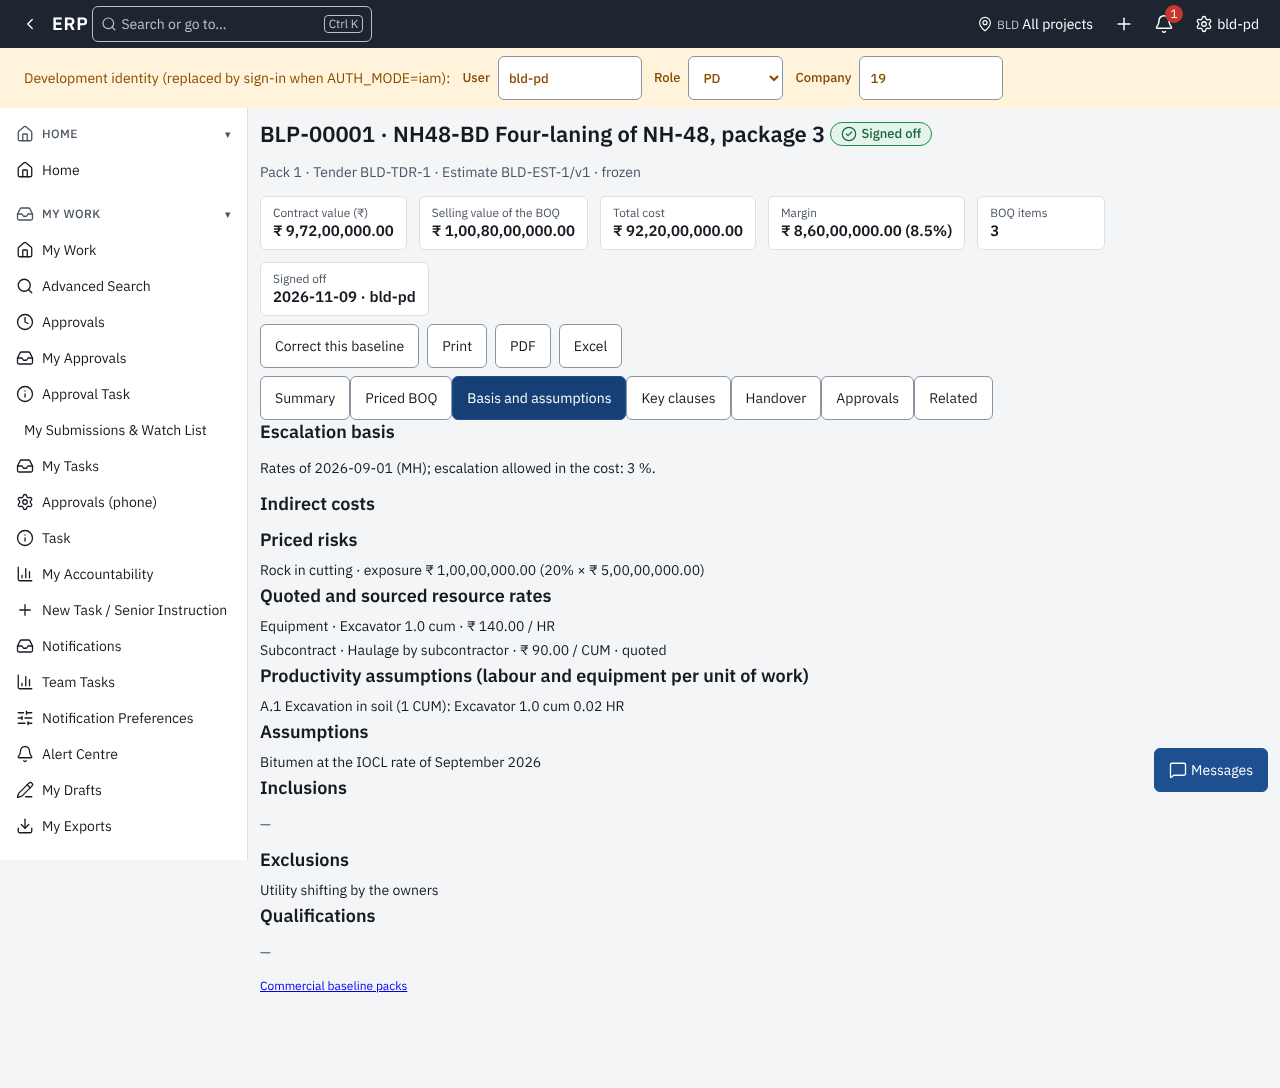 ERP
Search or go to...
Ctrl K
BLD All projects
1
bld-pd
Development identity (replaced by sign-in when AUTH_MODE=iam):
User
bld-pd
Role
PD
Company
19
HOME
Home
MY WORK
My Work
Advanced Search
Approvals
My Approvals
Approval Task
My Submissions & Watch List
My Tasks
Approvals (phone)
Task
My Accountability
New Task / Senior Instruction
Notifications
Team Tasks
Notification Preferences
Alert Centre
My Drafts
My Exports
BLP-00001 · NH48-BD Four-laning of NH-48, package 3
Signed off
Pack 1 · Tender BLD-TDR-1 · Estimate BLD-EST-1/v1 · frozen
Contract value (₹)
₹ 9,72,00,000.00
Selling value of the BOQ
₹ 1,00,80,00,000.00
Total cost
₹ 92,20,00,000.00
Margin
₹ 8,60,00,000.00 (8.5%)
BOQ items
3
Signed off
2026-11-09 · bld-pd
Correct this baseline
Print
PDF
Excel
Summary
Priced BOQ
Basis and assumptions
Key clauses
Handover
Approvals
Related
Escalation basis
Rates of 2026-09-01 (MH); escalation allowed in the cost: 3 %.
Indirect costs
Priced risks
Rock in cutting · exposure ₹ 1,00,00,000.00 (20% × ₹ 5,00,00,000.00)
Quoted and sourced resource rates
Equipment · Excavator 1.0 cum · ₹ 140.00 / HR
Subcontract · Haulage by subcontractor · ₹ 90.00 / CUM · quoted
Productivity assumptions (labour and equipment per unit of work)
A.1 Excavation in soil (1 CUM): Excavator 1.0 cum 0.02 HR
Assumptions
Bitumen at the IOCL rate of September 2026
Inclusions
—
Exclusions
Utility shifting by the owners
Qualifications
—
Commercial baseline packs
Messages